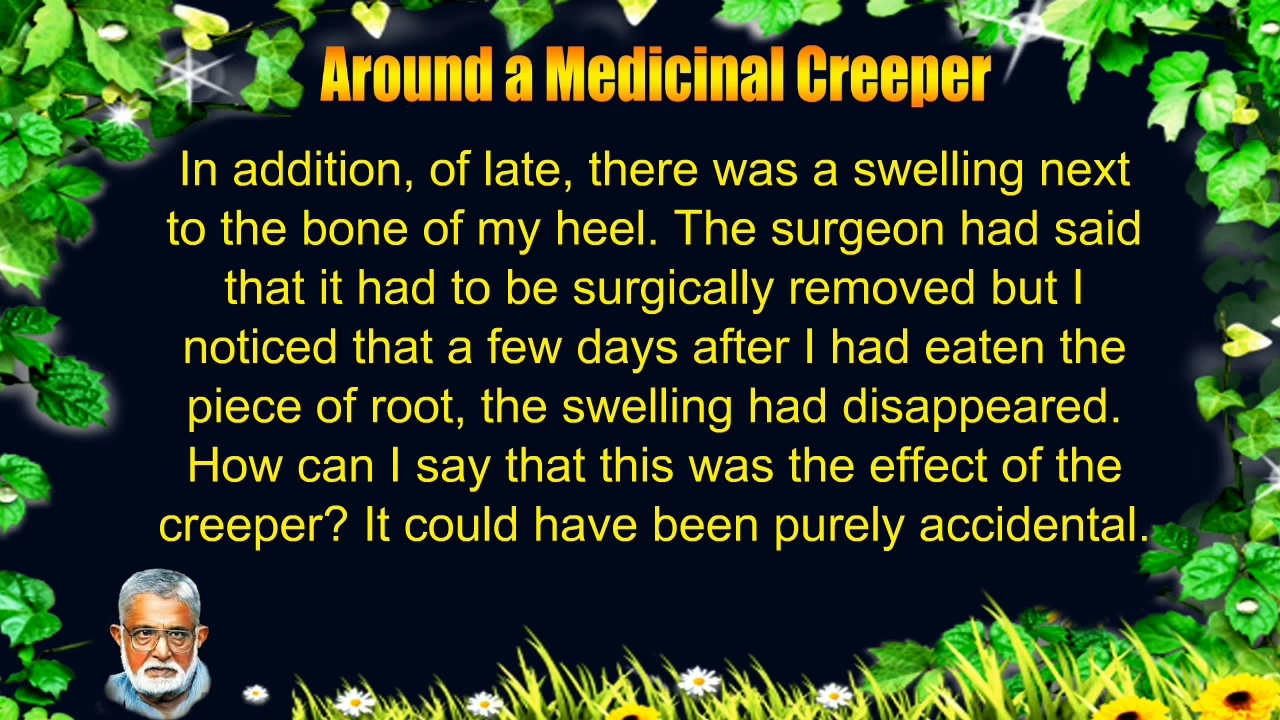 Around a Medicinal Creeper
In addition, of late, there was a swelling next
to the bone of my heel. The surgeon had said
that it had to be surgically removed but I
noticed that a few days after I had eaten the
piece of root, the swelling had disappeared.
How can I say that this was the effect of the
creeper? It could have been purely accidental.